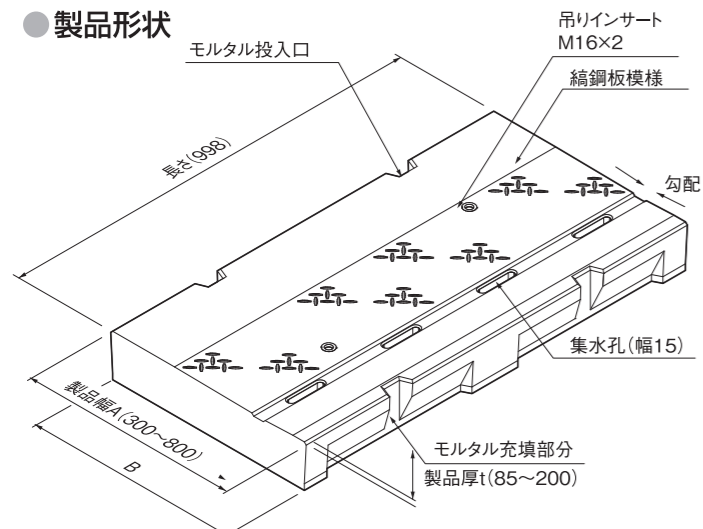 製品形状
モルタル投入口
吊りインサート
M16×2
縞鋼板模様
長さ(998)
勾配
集水孔(幅15)
製品幅A(300~800)
B
モルタル充填部分
製品厚t(85~200)